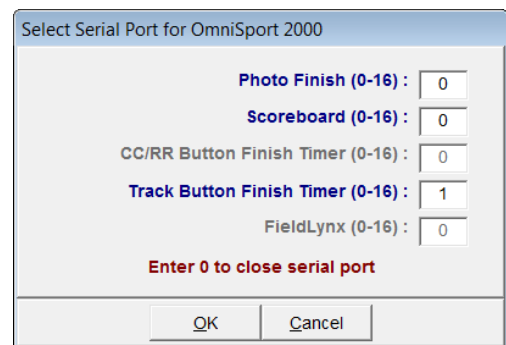 Select Serial Port for OmniSport 2000
Photo Finish (0-16) : 0
Scoreboard (0-16) : 0
CC/RR Button Finish Timer (0-16) : 0
Track Button Finish Timer (0-16) : 1
FieldLynx (0-16) : 0
Enter 0 to close serial port
OK Cancel